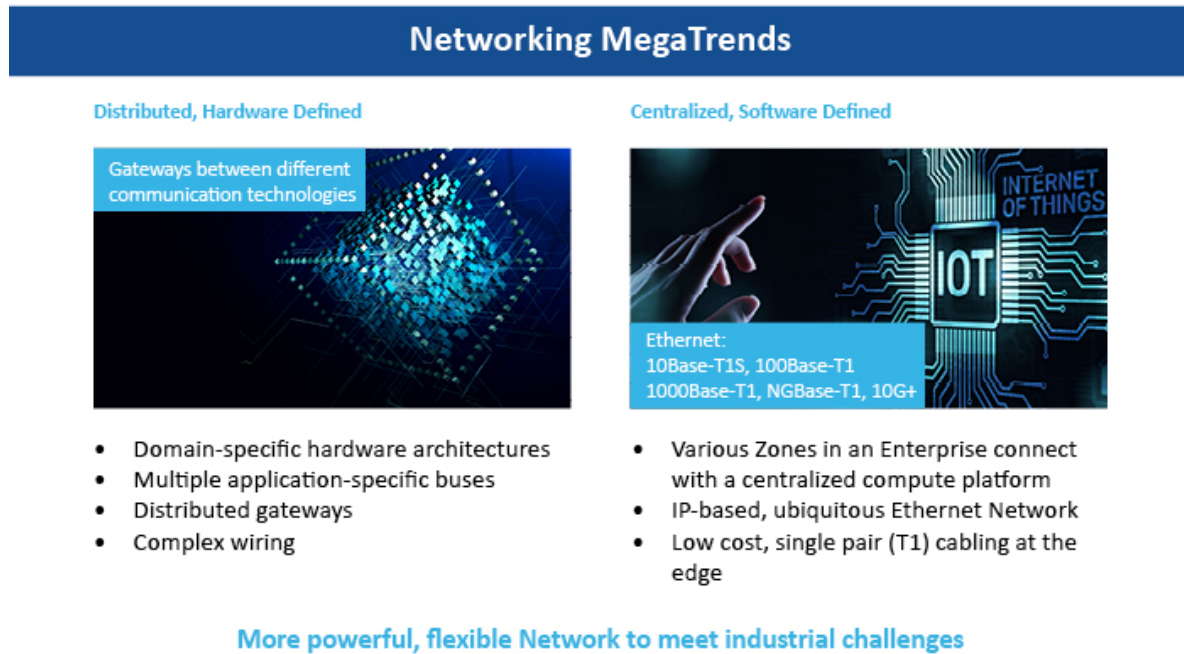 Networking MegaTrends
Distributed, Hardware Defined
Gateways between different
communication technologies
• Domain-specific hardware architectures
• Multiple application-specific buses
• Distributed gateways
• Complex wiring
Centralized, Software Defined
INTERNET
OF THINGS
IOT
Ethernet:
10Base-T1S, 100Base-T1
1000Base-T1, NGBase-T1, 10G+
• Various Zones in an Enterprise connect
with a centralized compute platform
• IP-based, ubiquitous Ethernet Network
• Low cost, single pair (T1) cabling at the
edge
More powerful, flexible Network to meet industrial challenges